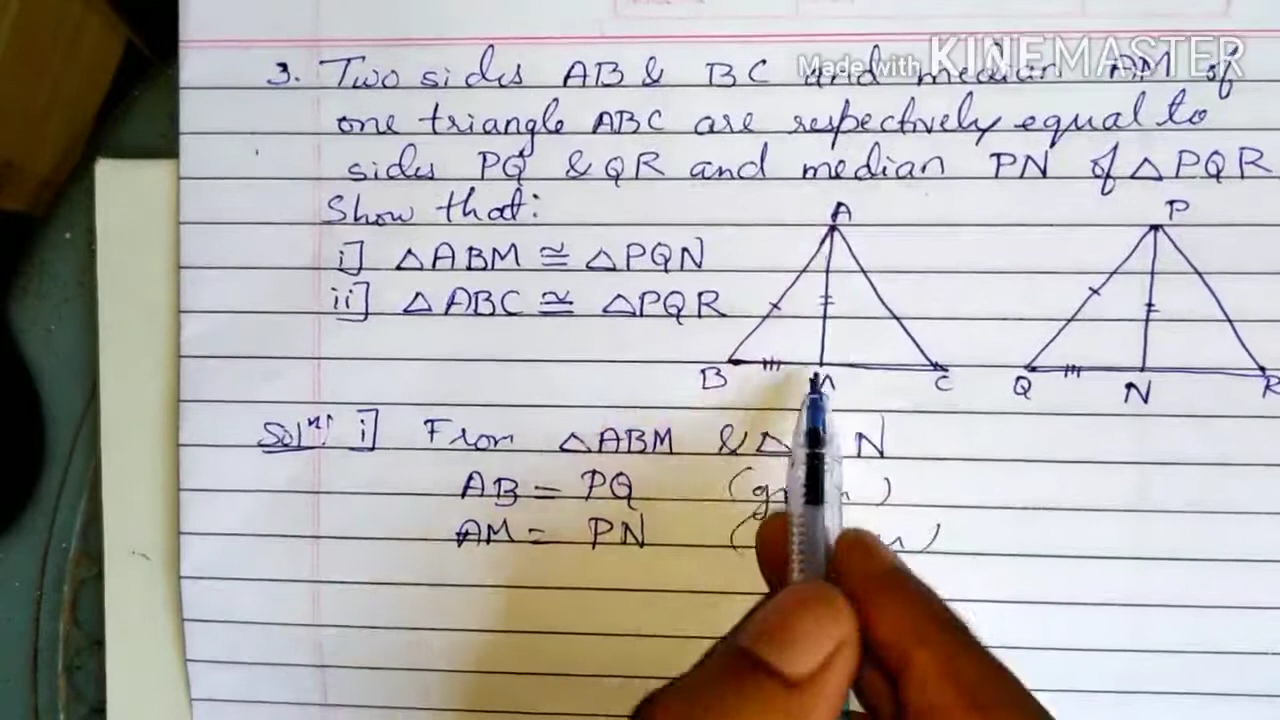 Made with KINEMASTER
3. Two sides AB & BC and median AM of
one triangle ABC are respectively equal to
sides PQ & QR and median PN of △PQR
Show that:
i] △ABM ≅ △PQN
ii] △ABC ≅ △PQR
A
P
B
C
Q
N
R
Solⁿ: i] From △ABM & △ N
AB = PQ
AM = PN